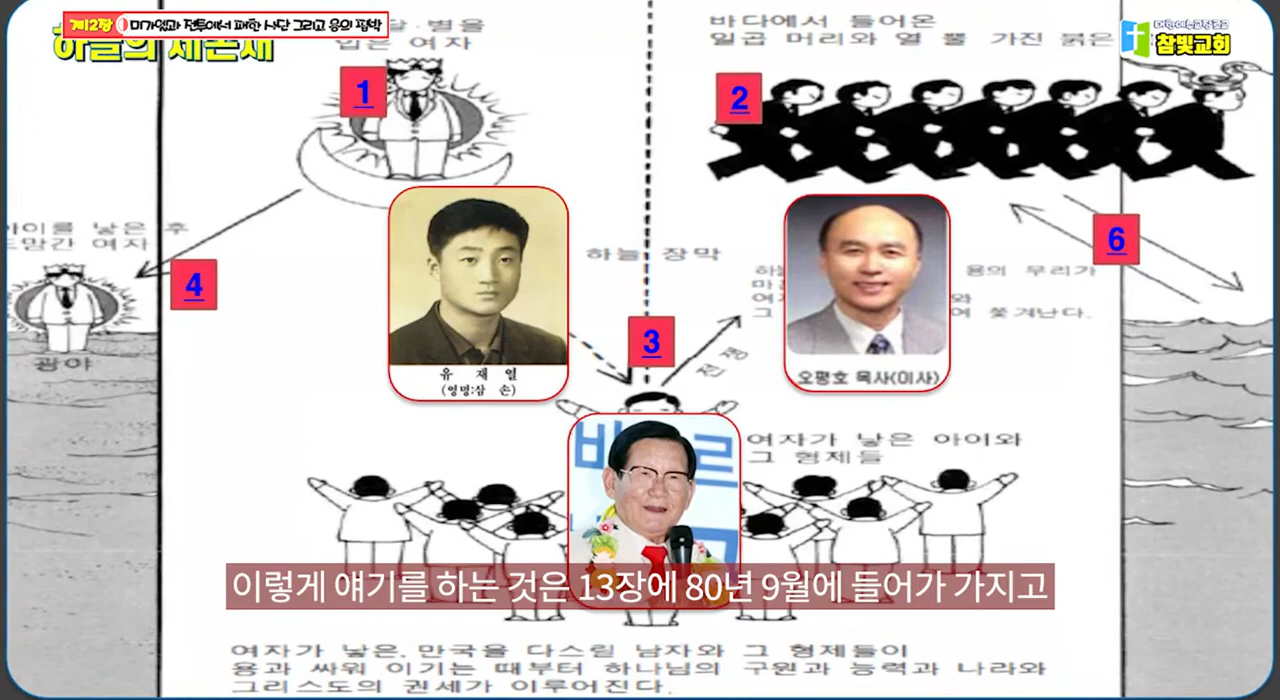 제12장 미가엘과 전투에서 패한 사단 그리고 용의 핍박
하늘의 세존재
달·별을
입은 여자
바다에서 들어온
일곱 머리와 열 뿔 가진 붉은
참빛교회
1
2
아이를 낳은 후
도망간 여자
4
광야
하늘 장막
용의 무리가
쫓겨난다.
6
3
전쟁
유재열
(영명:삼손)
오평호 목사(이사)
바로
여자가 낳은 아이와
그 형제들
이렇게 얘기를 하는 것은 13장에 80년 9월에 들어가 가지고
여자가 낳은, 만국을 다스릴 남자와 그 형제들이
용과 싸워 이기는 때부터 하나님의 구원과 능력과 나라와
그리스도의 권세가 이루어진다.